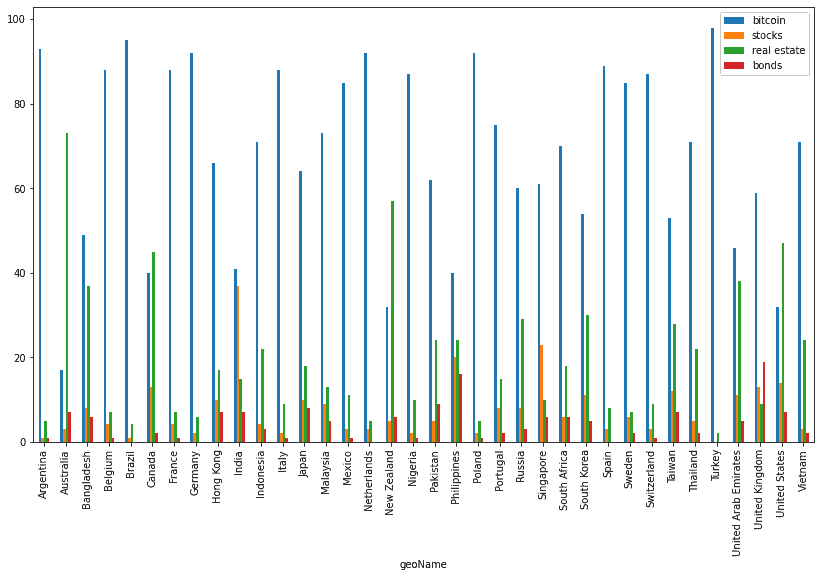 100
80
60
40
20
0
bitcoin
stocks
real estate
bonds
Argentina
Australia
Bangladesh
Belgium
Brazil
Canada
France
Germany
Hong Kong
India
Indonesia
Italy
Japan
Malaysia
Mexico
Netherlands
New Zealand
Nigeria
Pakistan
Philippines
Poland
Portugal
Russia
Singapore
South Africa
South Korea
Spain
Sweden
Switzerland
Taiwan
Thailand
Turkey
United Arab Emirates
United Kingdom
United States
Vietnam
geoName